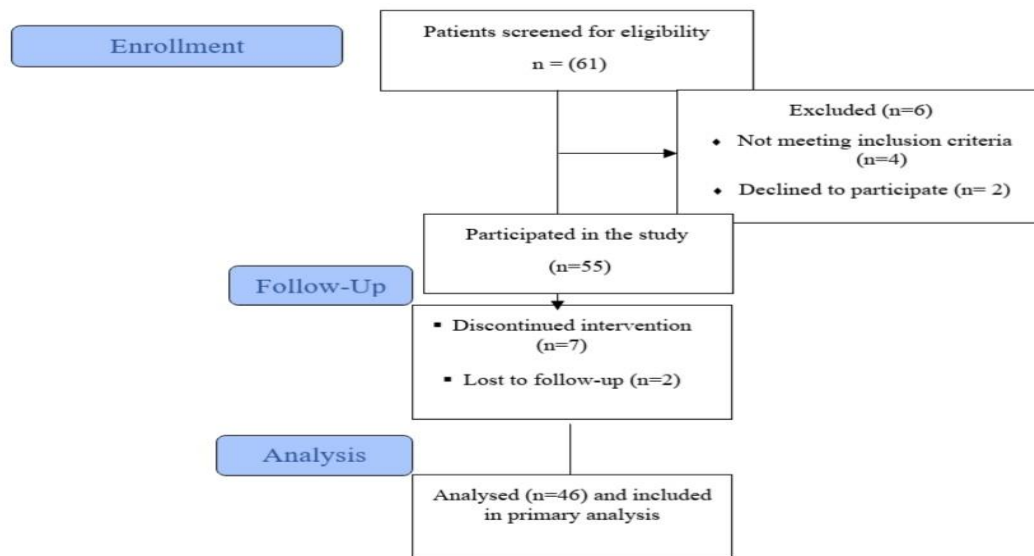 Enrollment
Patients screened for eligibility
n = (61)
Excluded (n=6)
⬥ Not meeting inclusion criteria
(n=4)
⬥ Declined to participate (n= 2)
Participated in the study
(n=55)
Follow-Up
▪ Discontinued intervention
(n=7)
▪ Lost to follow-up (n=2)
Analysis
Analysed (n=46) and included
in primary analysis